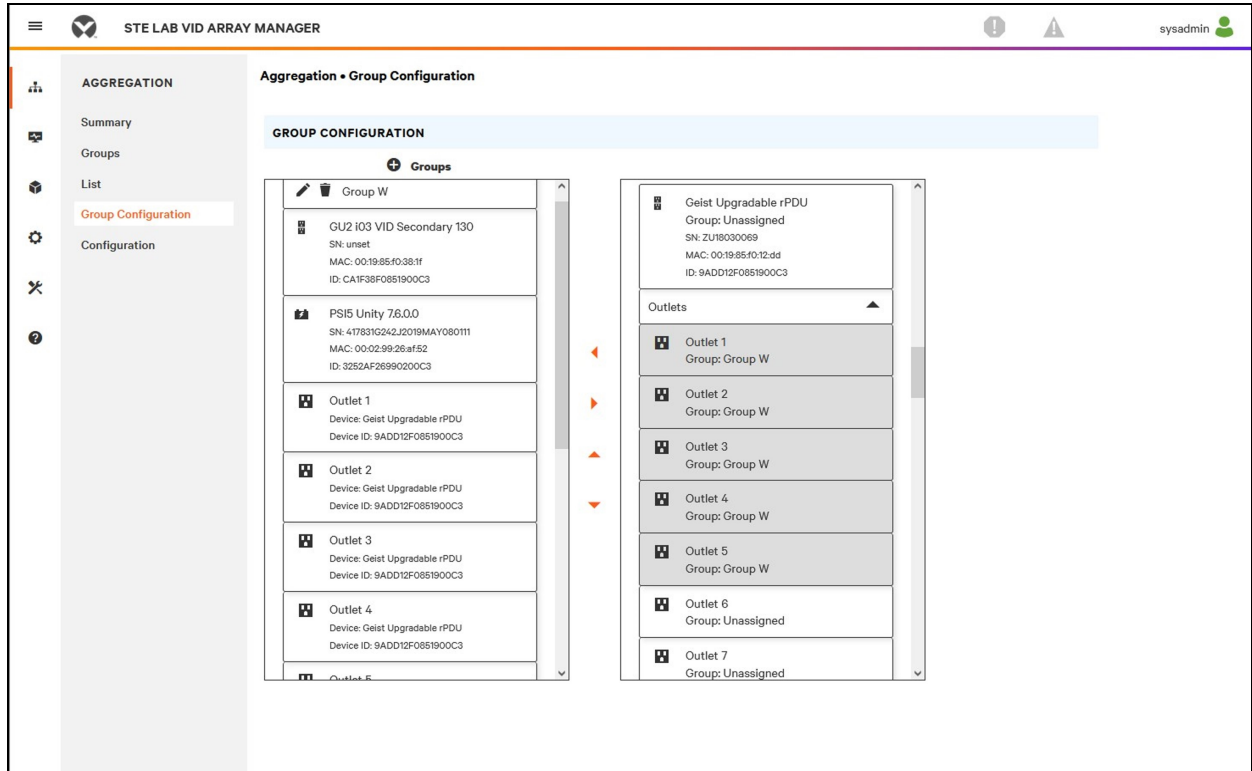 STE LAB VID ARRAY MANAGER
sysadmin
AGGREGATION
Summary
Groups
List
Group Configuration
Configuration
Aggregation • Group Configuration
GROUP CONFIGURATION
Groups
Group W
GU2 i03 VID Secondary 130
SN: unset
MAC: 00:19:85:f0:38:1f
ID: CA1F38F0851900C3
PSI5 Unity 7.6.0.0
SN: 417831G242J2019MAY080111
MAC: 00:02:99:26:af:52
ID: 3252AF26990200C3
Outlet 1
Device: Geist Upgradable rPDU
Device ID: 9ADD12F0851900C3
Outlet 2
Device: Geist Upgradable rPDU
Device ID: 9ADD12F0851900C3
Outlet 3
Device: Geist Upgradable rPDU
Device ID: 9ADD12F0851900C3
Outlet 4
Device: Geist Upgradable rPDU
Device ID: 9ADD12F0851900C3
Outlet 5
Geist Upgradable rPDU
Group: Unassigned
SN: ZU18030069
MAC: 00:19:85:f0:12:dd
ID: 9ADD12F0851900C3
Outlets
Outlet 1
Group: Group W
Outlet 2
Group: Group W
Outlet 3
Group: Group W
Outlet 4
Group: Group W
Outlet 5
Group: Group W
Outlet 6
Group: Unassigned
Outlet 7
Group: Unassigned